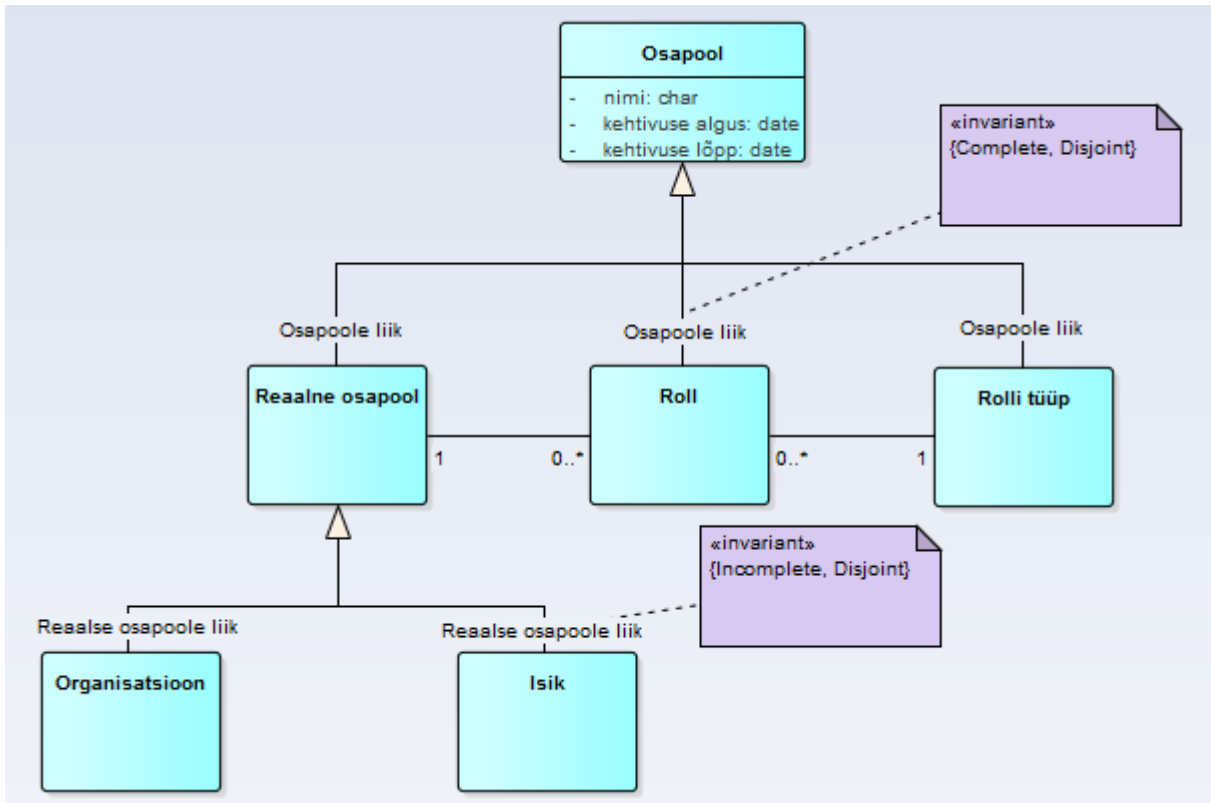 Osapool
- nimi: char
- kehtivuse algus: date
- kehtivuse lõpp: date
«invariant»
{Complete, Disjoint}
Osapoole liik
Osapoole liik
Osapoole liik
Reaalne osapool
Roll
Rolli tüüp
1
0..*
0..*
1
«invariant»
{Incomplete, Disjoint}
Reaalse osapoole liik
Reaalse osapoole liik
Organisatsioon
Isik